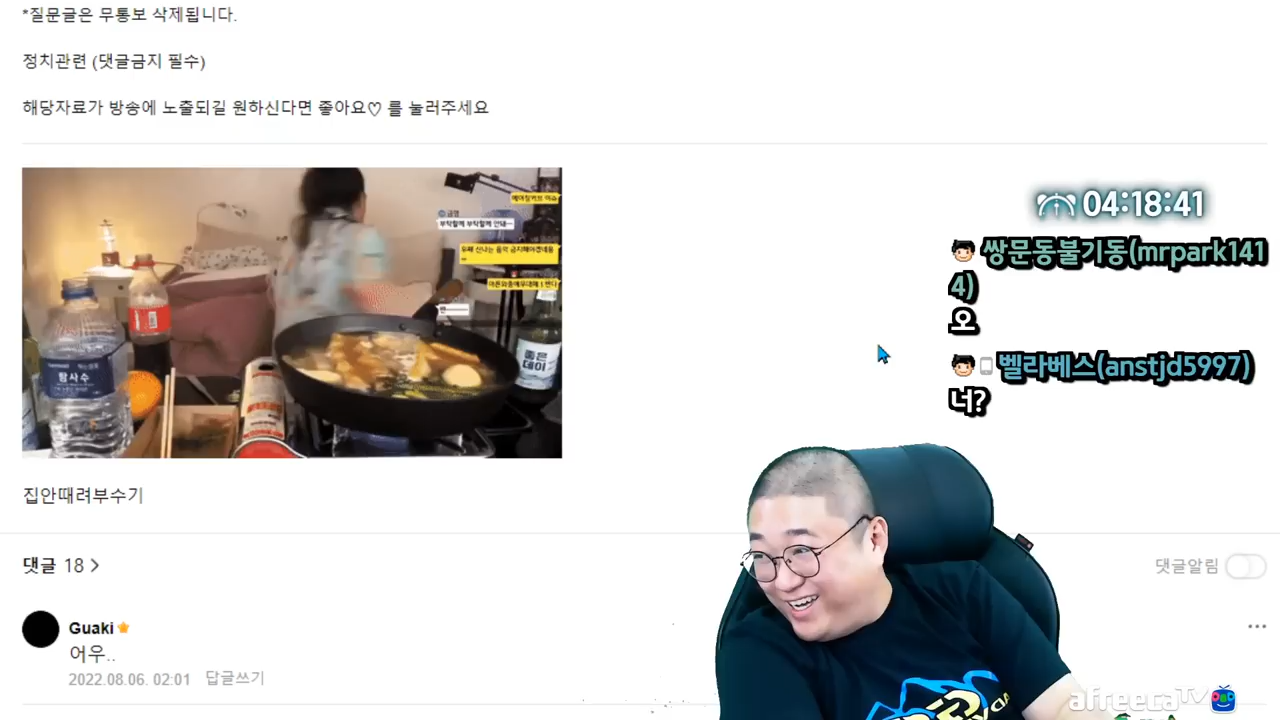 *질문글은 무통보 삭제됩니다.
정치관련 (댓글금지 필수)
해당자료가 방송에 노출되길 원하신다면 좋아요♡ 를 눌러주세요
04:18:41
쌍문동불기동(mrpark141
4)
오
벨라베스(anstjd5997)
너?
탐사수
좋은
데이
집안때려부수기
댓글 18 >
댓글알림
Guaki
어우..
2022.08.06. 02:01 답글쓰기
afreecaTV